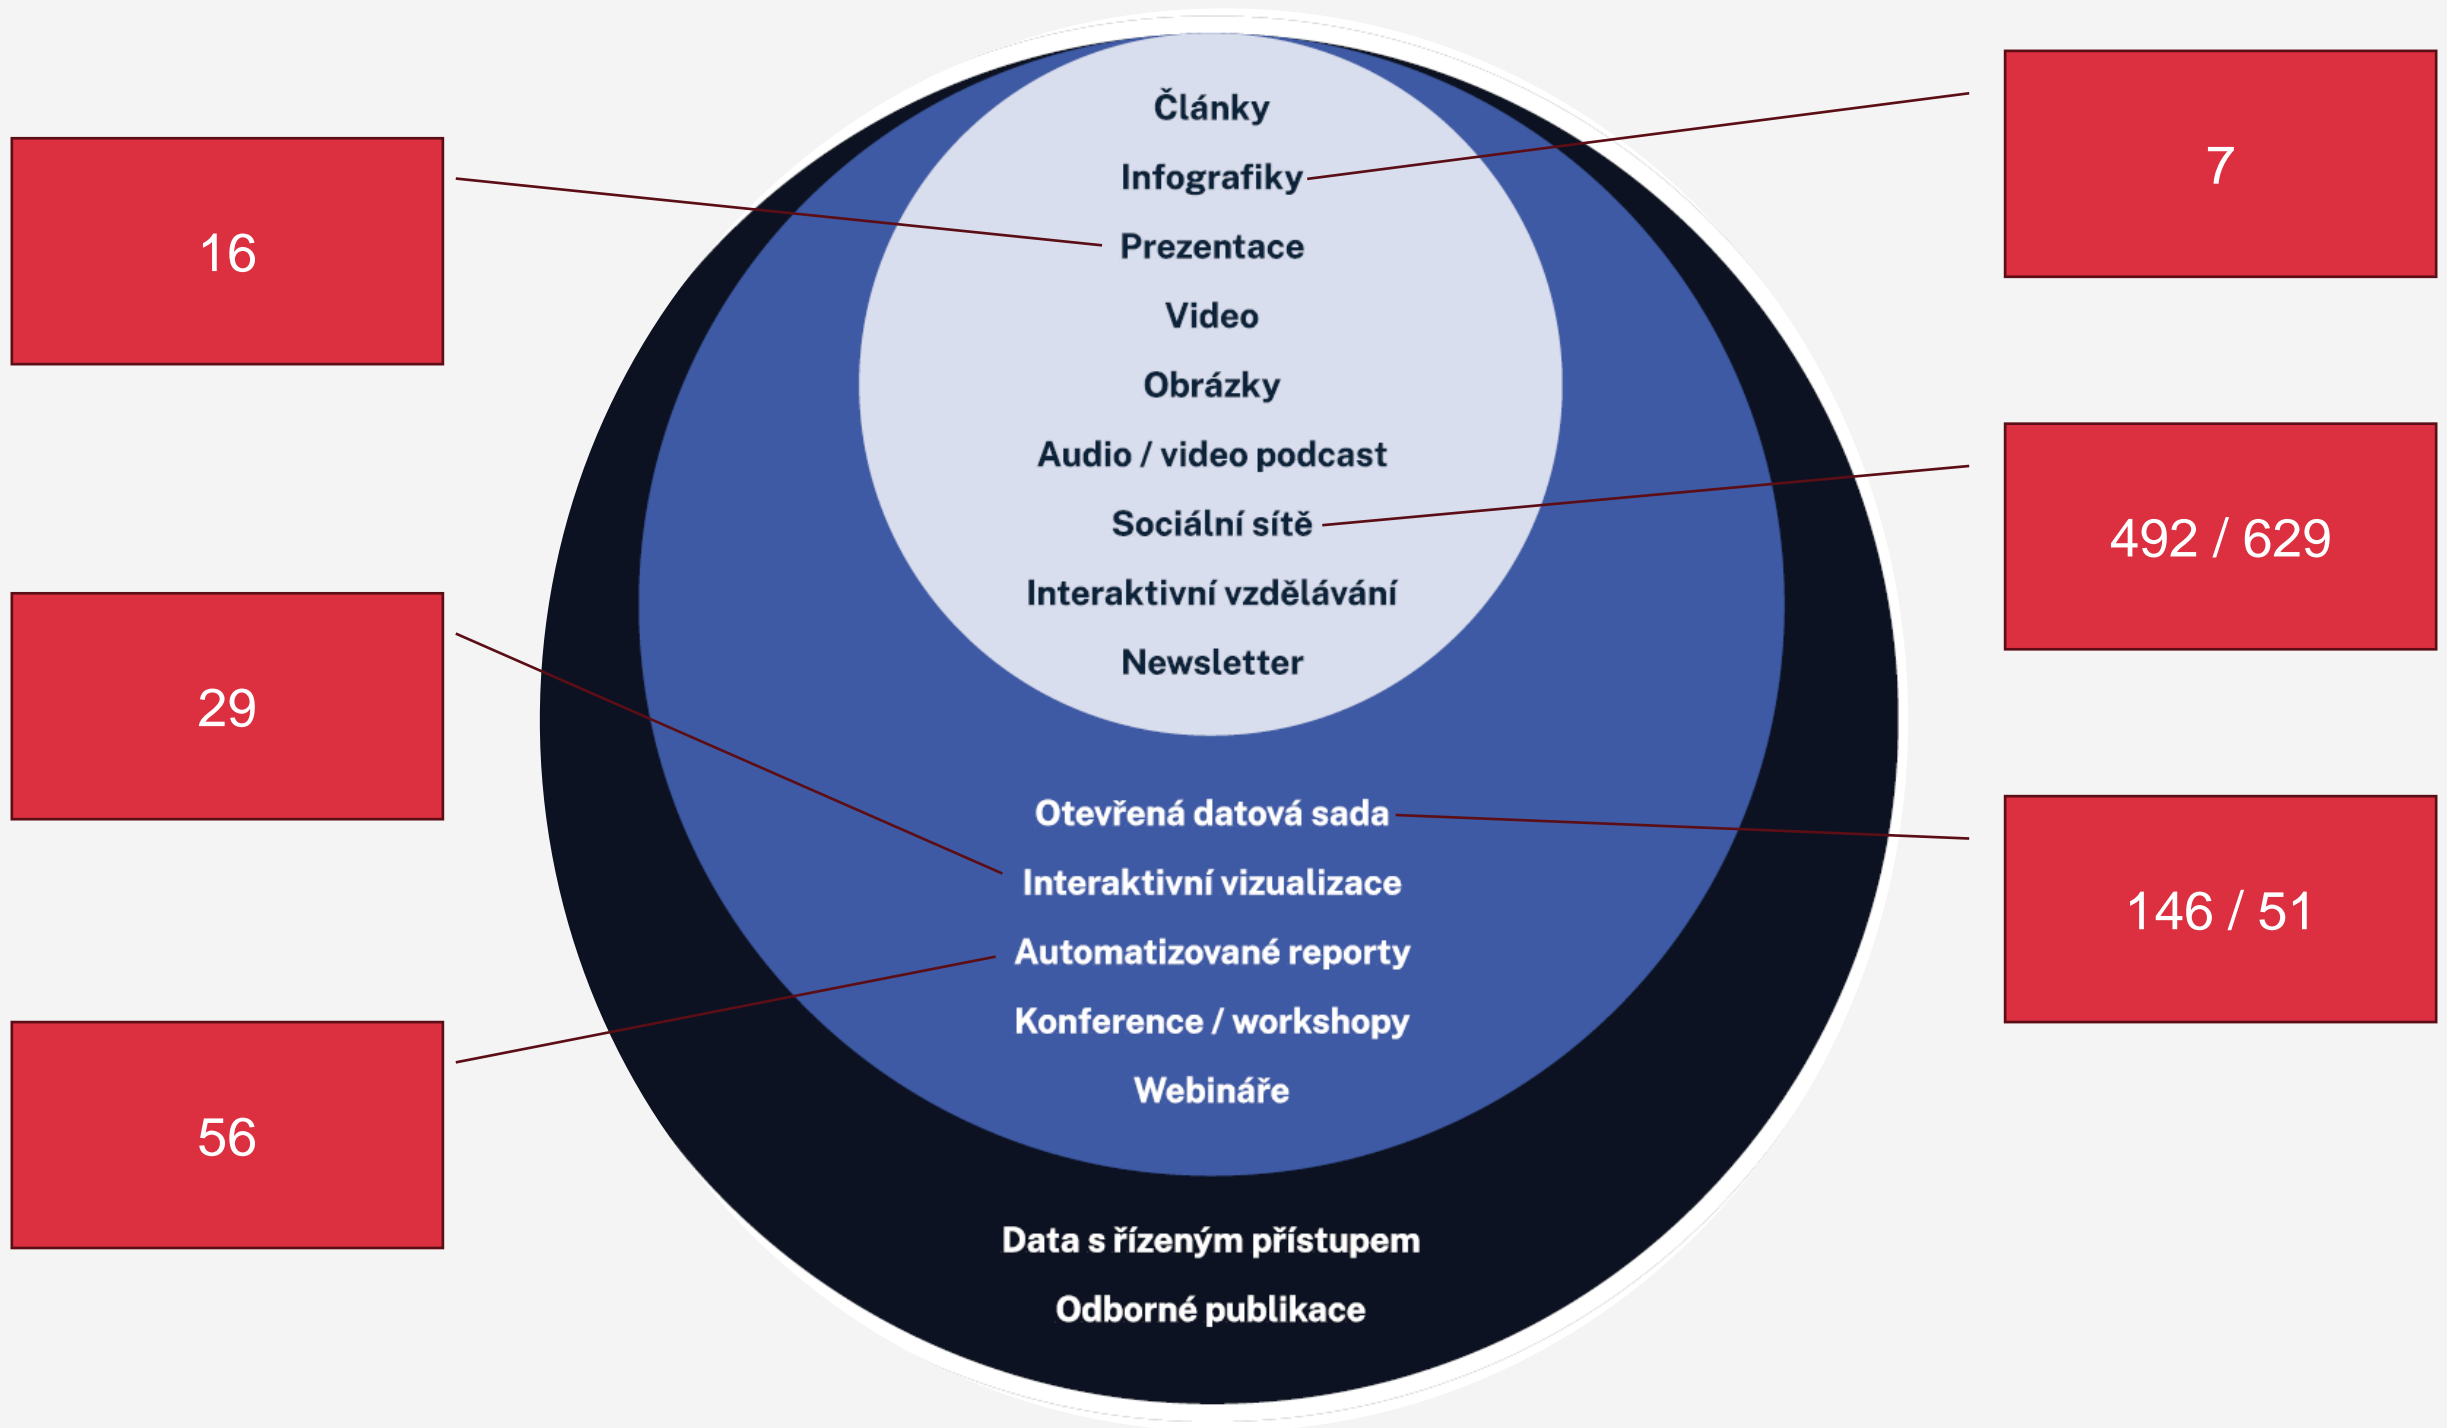 16
29
56
Články
Infografiky
Prezentace
Video
Obrázky
Audio / video podcast
Sociální sítě
Interaktivní vzdělávání
Newsletter
Otevřená datová sada
Interaktivní vizualizace
Automatizované reporty
Konference / workshopy
Webináře
Data s řízeným přístupem
Odborné publikace
7
492 / 629
146 / 51